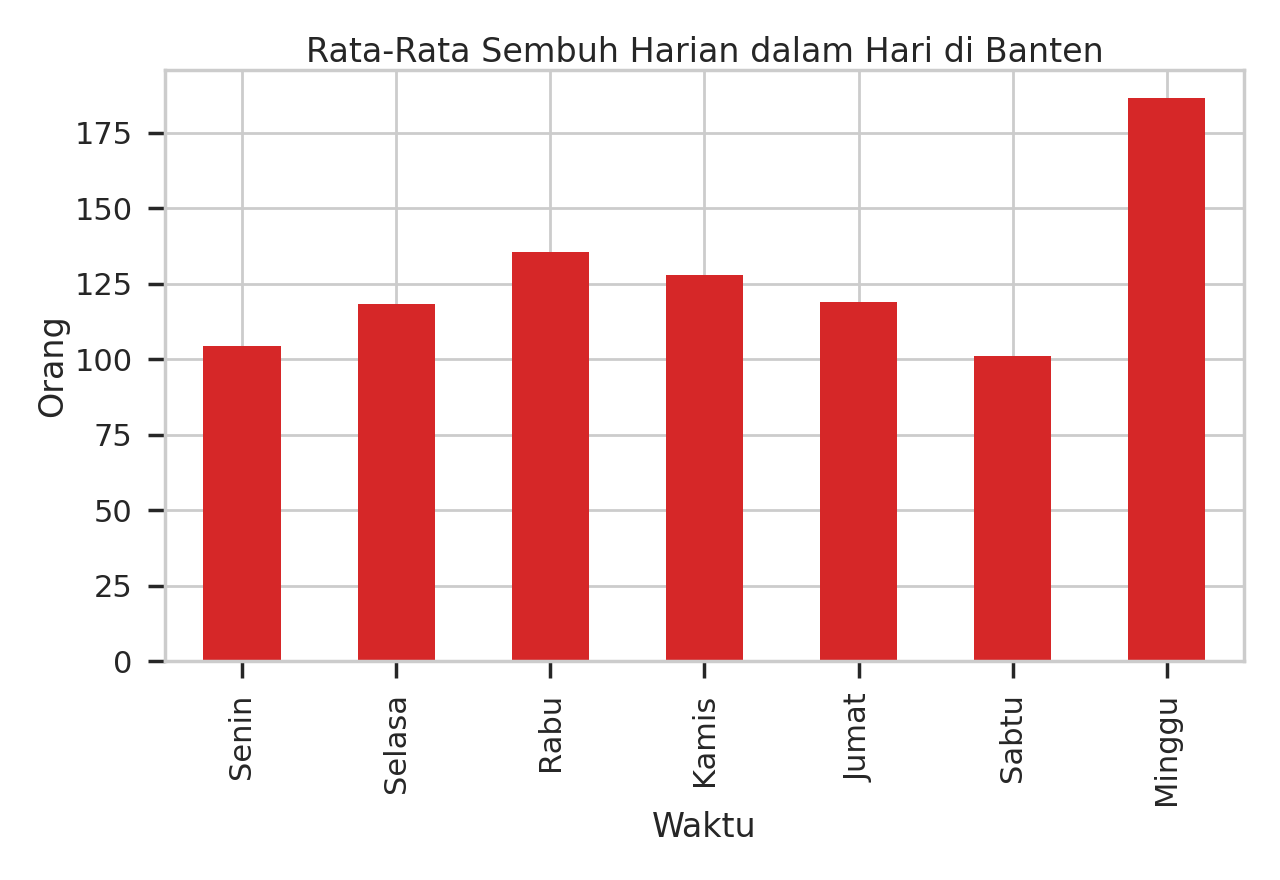 Rata-Rata Sembuh Harian dalam Hari di Banten
175
150
125
100
75
50
25
0
Orang
Senin
Selasa
Rabu
Kamis
Jumat
Sabtu
Minggu
Waktu